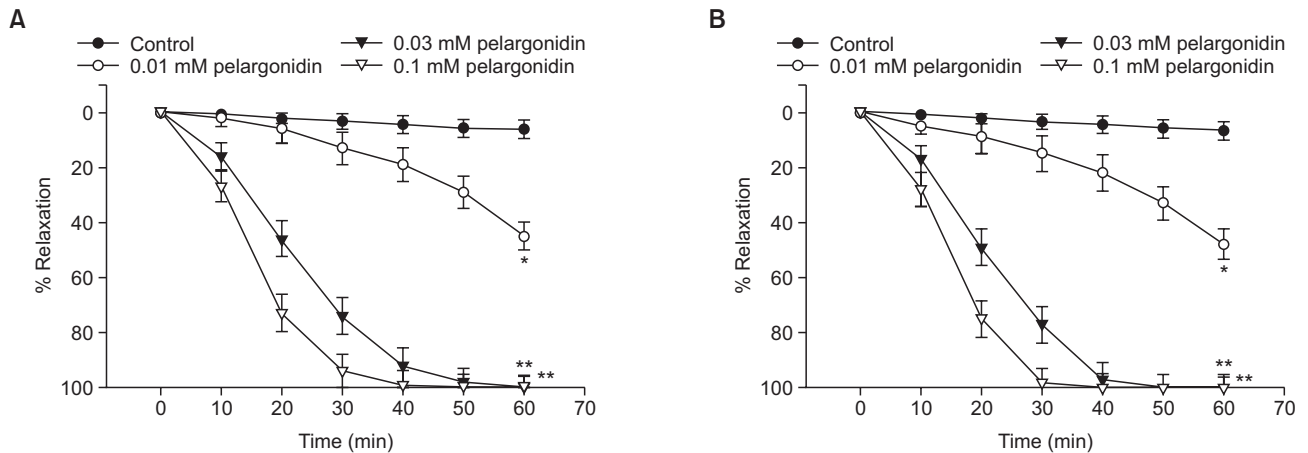 A
Control
0.01 mM pelargonidin
0.03 mM pelargonidin
0.1 mM pelargonidin
0
20
40
60
80
100
% Relaxation
*
**
**
0 10 20 30 40 50 60 70
Time (min)
B
Control
0.01 mM pelargonidin
0.03 mM pelargonidin
0.1 mM pelargonidin
0
20
40
60
80
100
% Relaxation
*
**
**
0 10 20 30 40 50 60 70
Time (min)